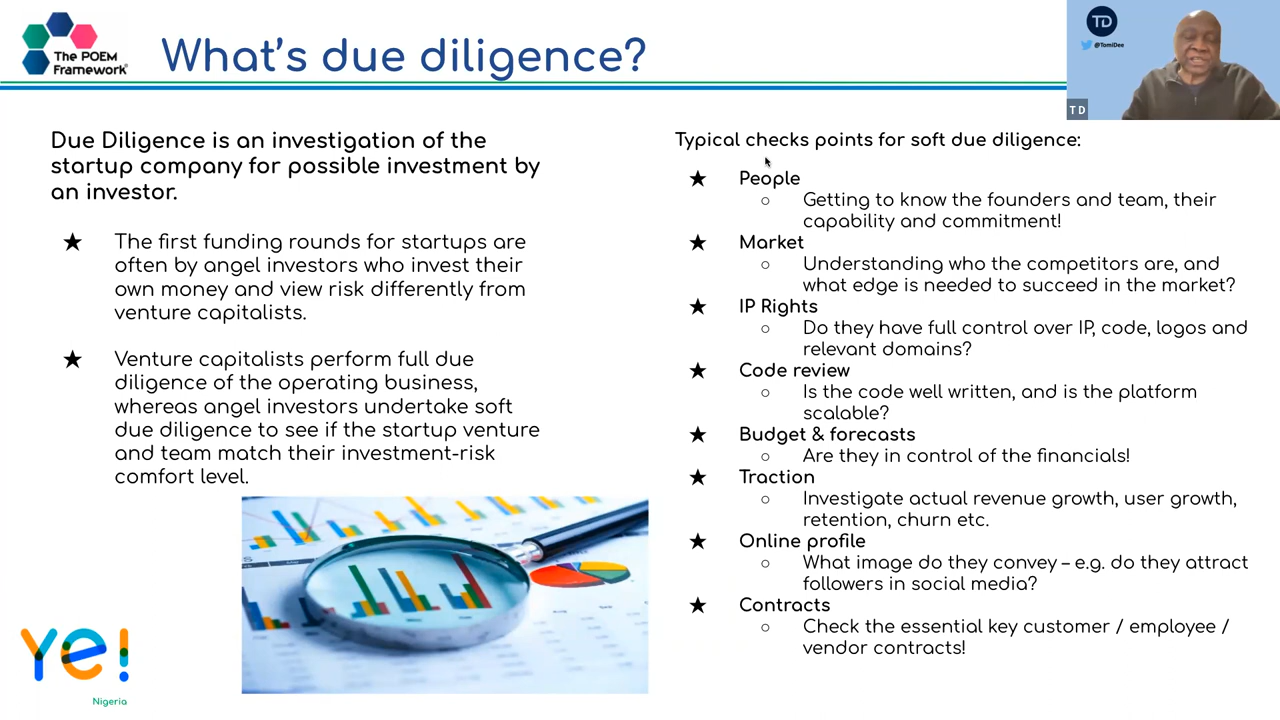 The POEM
Framework®
What's due diligence?
TD
@TomiDee
T D
Due Diligence is an investigation of the
startup company for possible investment by
an investor.
★ The first funding rounds for startups are
often by angel investors who invest their
own money and view risk differently from
venture capitalists.
★ Venture capitalists perform full due
diligence of the operating business,
whereas angel investors undertake soft
due diligence to see if the startup venture
and team match their investment-risk
comfort level.
Typical checks points for soft due diligence:
★ People
○ Getting to know the founders and team, their
capability and commitment!
★ Market
○ Understanding who the competitors are, and
what edge is needed to succeed in the market?
★ IP Rights
○ Do they have full control over IP, code, logos and
relevant domains?
★ Code review
○ Is the code well written, and is the platform
scalable?
★ Budget & forecasts
○ Are they in control of the financials!
★ Traction
○ Investigate actual revenue growth, user growth,
retention, churn etc.
★ Online profile
○ What image do they convey – e.g. do they attract
followers in social media?
★ Contracts
○ Check the essential key customer / employee /
vendor contracts!
Ye!
Nigeria